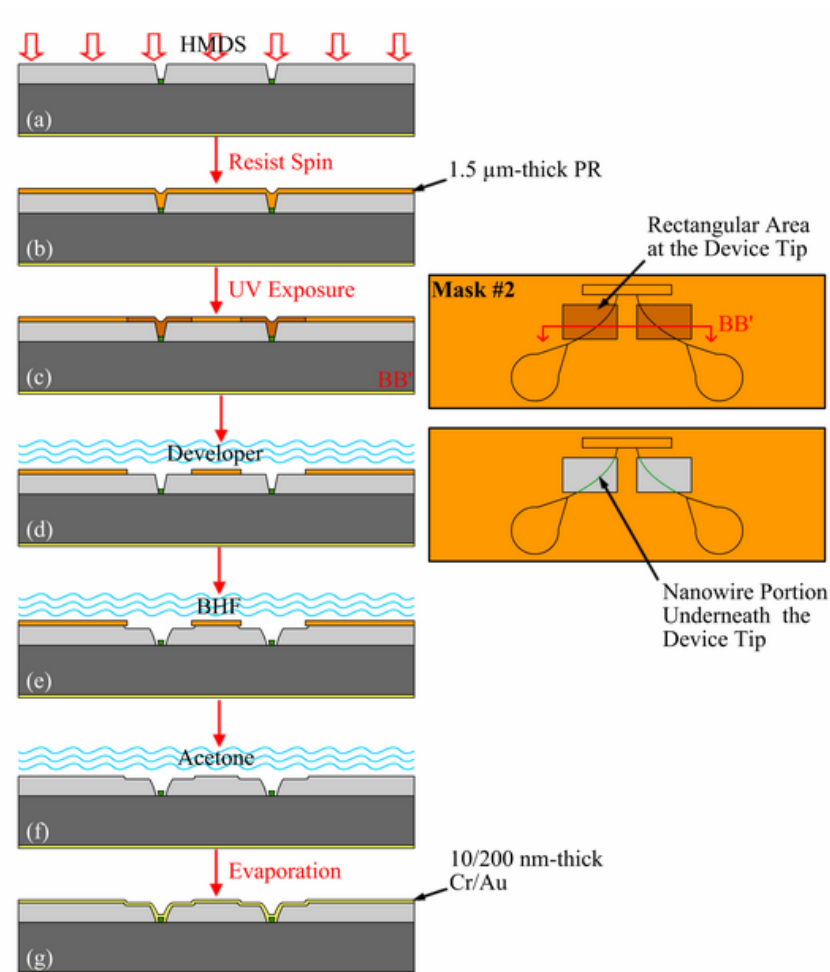 HMDS
(a)
Resist Spin
1.5 µm-thick PR
(b)
Rectangular Area
at the Device Tip
UV Exposure
Mask #2
BB'
(c)
BB'
Developer
(d)
Nanowire Portion
Underneath the
Device Tip
BHF
(e)
Acetone
(f)
Evaporation
10/200 nm-thick
Cr/Au
(g)